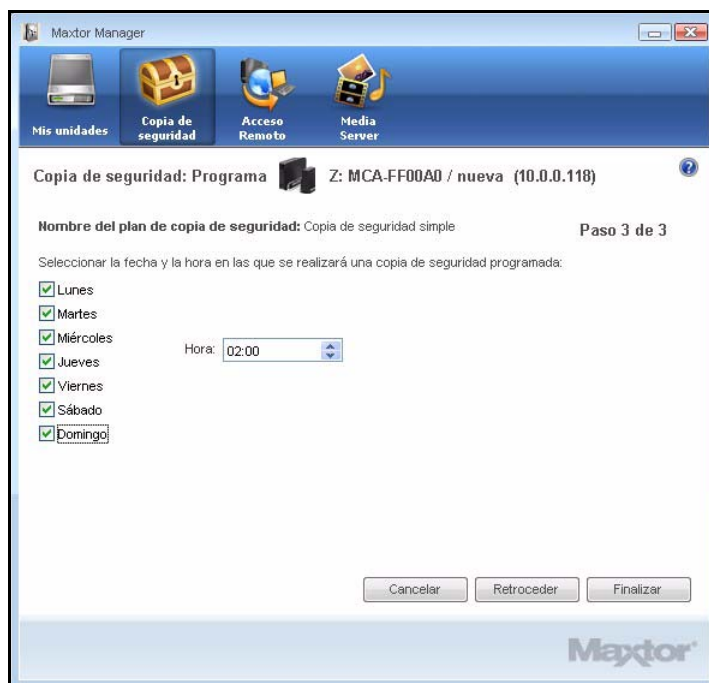 Maxtor Manager
Mis unidades
Copia de seguridad
Acceso Remoto
Media Server
Copia de seguridad: Programa Z: MCA-FF00A0 / nueva (10.0.0.118)
?
Nombre del plan de copia de seguridad: Copia de seguridad simple
Paso 3 de 3
Seleccionar la fecha y la hora en las que se realizará una copia de seguridad programada:
Lunes
Martes
Miércoles
Hora: 02:00
Jueves
Viernes
Sábado
Domingo
Cancelar
Retroceder
Finalizar
Maxtor